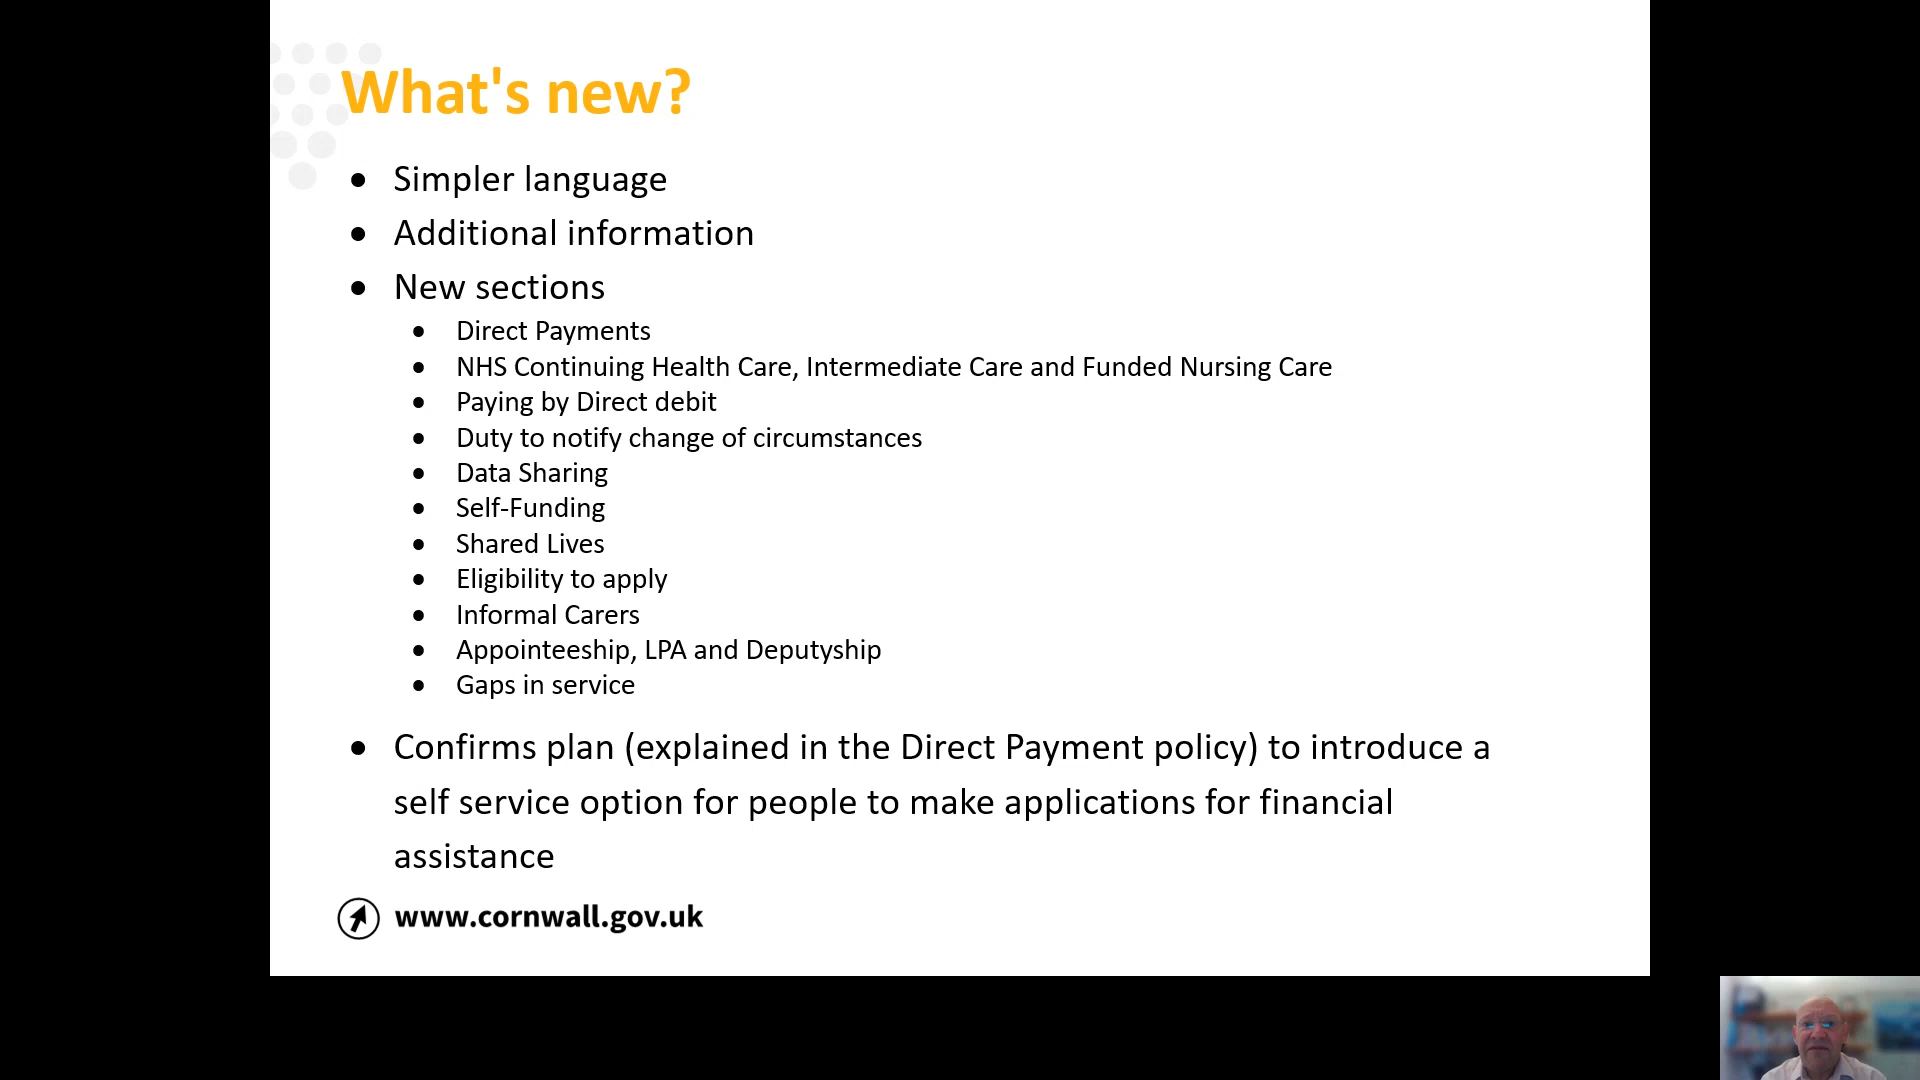 What's new?
• Simpler language
• Additional information
• New sections
• Direct Payments
• NHS Continuing Health Care, Intermediate Care and Funded Nursing Care
• Paying by Direct debit
• Duty to notify change of circumstances
• Data Sharing
• Self-Funding
• Shared Lives
• Eligibility to apply
• Informal Carers
• Appointeeship, LPA and Deputyship
• Gaps in service
• Confirms plan (explained in the Direct Payment policy) to introduce a
self service option for people to make applications for financial
assistance
www.cornwall.gov.uk